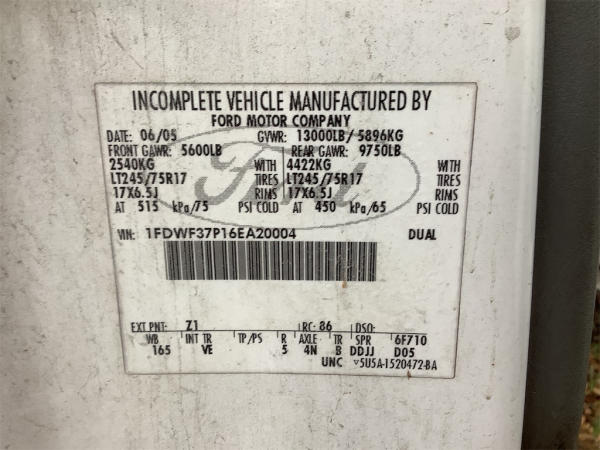 INCOMPLETE VEHICLE MANUFACTURED BY
FORD MOTOR COMPANY
DATE: 06/05 GVWR: 13000LB/ 5896KG
FRONT GAWR: 5600LB REAR GAWR: 9750LB
2540KG WITH 4422KG WITH
LT245/75R17 TIRES LT245/75R17 TIRES
17X6.5J RIMS 17X6.5J RIMS
AT 515 kPa/75 PSI COLD AT 450 kPa/65 PSI COLD
VIN: 1FDWF37P16EA20004 DUAL
Ford
EXT PNT: Z1 RC: 86 DSO:
WB INT TR TP/PS R AXLE TR SPR 6F710
165 VE 5 4N B DDJJ D05
UNC 5U5A-1520472-BA